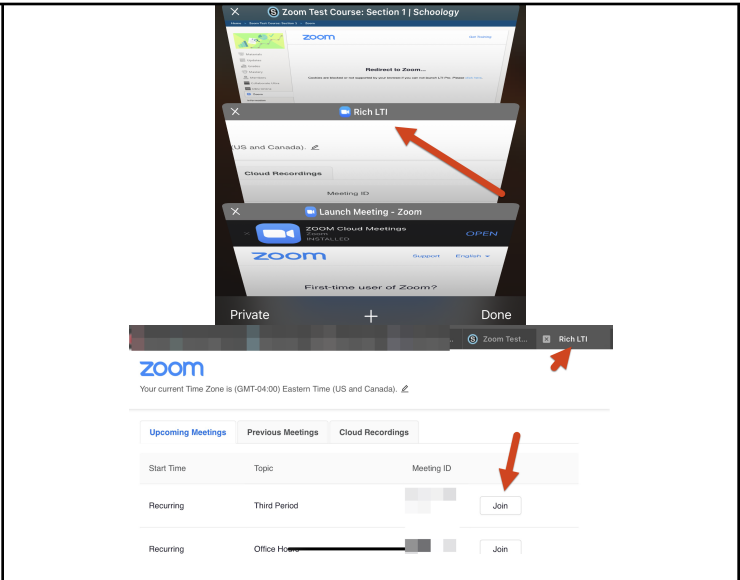 Zoom Test Course: Section 1 | Schoology
zoom
Redirect to Zoom...
Rich LTI
(US and Canada).
Cloud Recordings
Meeting ID
Launch Meeting - Zoom
ZOOM Cloud Meetings
Zoom
INSTALLED
OPEN
zoom
Support English
First-time user of Zoom?
Private + Done
Zoom Test... Rich LTI
zoom
Your current Time Zone is (GMT-04:00) Eastern Time (US and Canada).
Upcoming Meetings Previous Meetings Cloud Recordings
Start Time Topic Meeting ID
Recurring Third Period Join
Recurring Office Hours Join